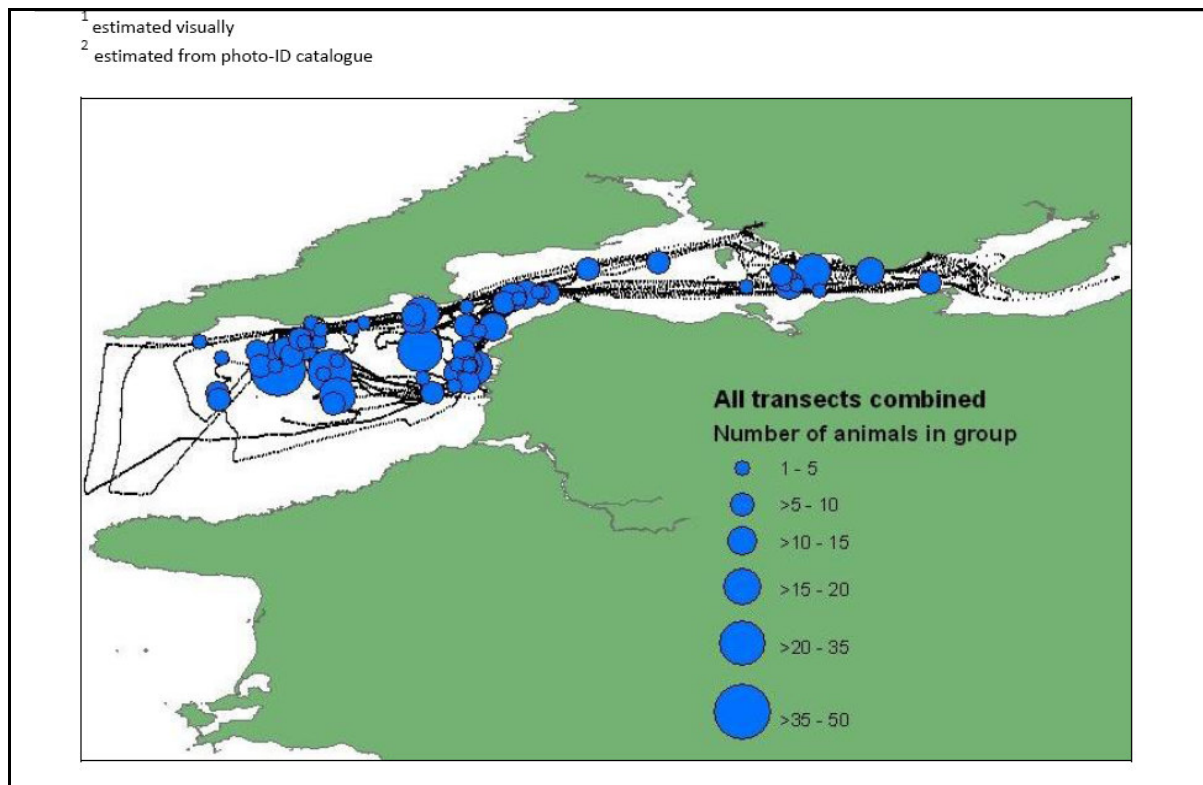 1 estimated visually
2 estimated from photo-ID catalogue
All transects combined
Number of animals in group
1 - 5
>5 - 10
>10 - 15
>15 - 20
>20 - 35
>35 - 50